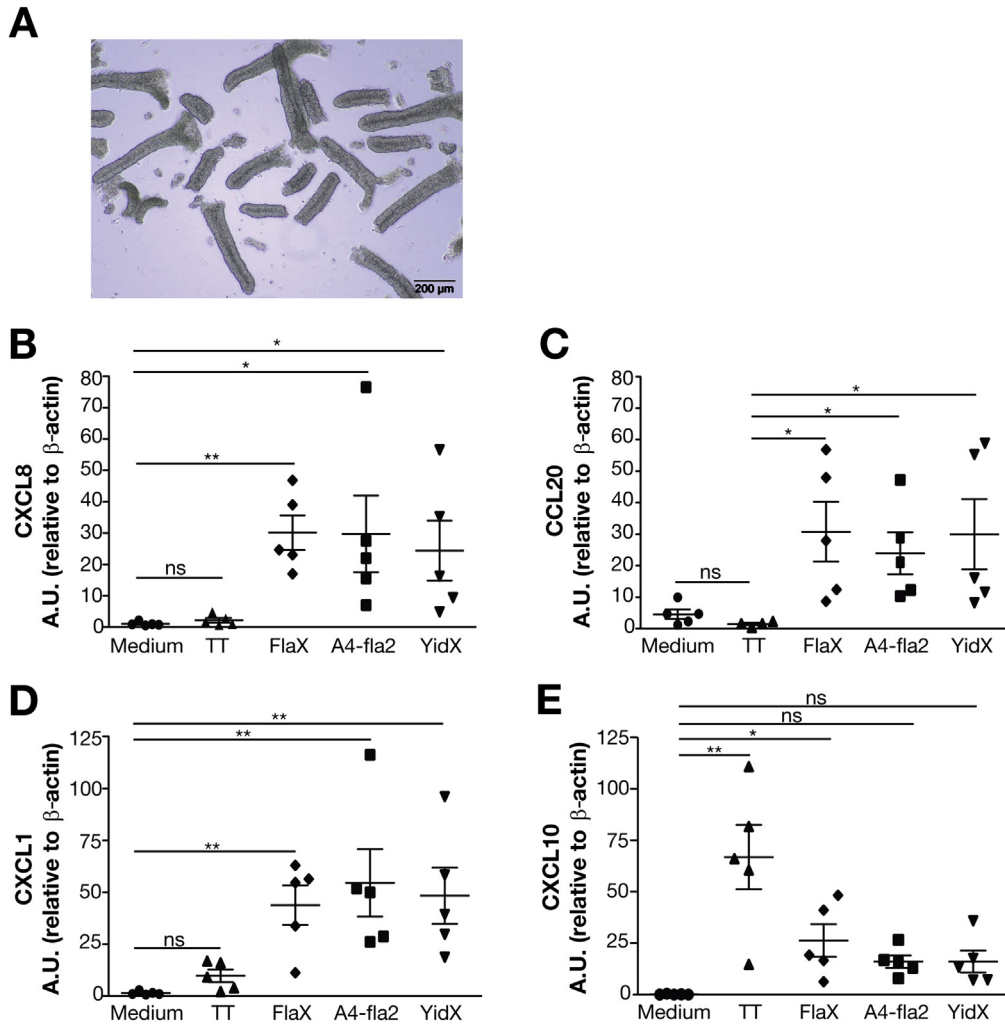 A
200 µm
B
CXCL8
A.U. (relative to β-actin)
80
70
60
50
40
30
20
10
0
*
*
**
ns
Medium TT FlaX A4-fla2 YidX
C
CCL20
A.U. (relative to β-actin)
80
70
60
50
40
30
20
10
0
*
*
*
ns
Medium TT FlaX A4-fla2 YidX
D
CXCL1
A.U. (relative to β-actin)
125
100
75
50
25
0
**
**
**
ns
Medium TT FlaX A4-fla2 YidX
E
CXCL10
A.U. (relative to β-actin)
125
100
75
50
25
0
ns
ns
*
**
Medium TT FlaX A4-fla2 YidX